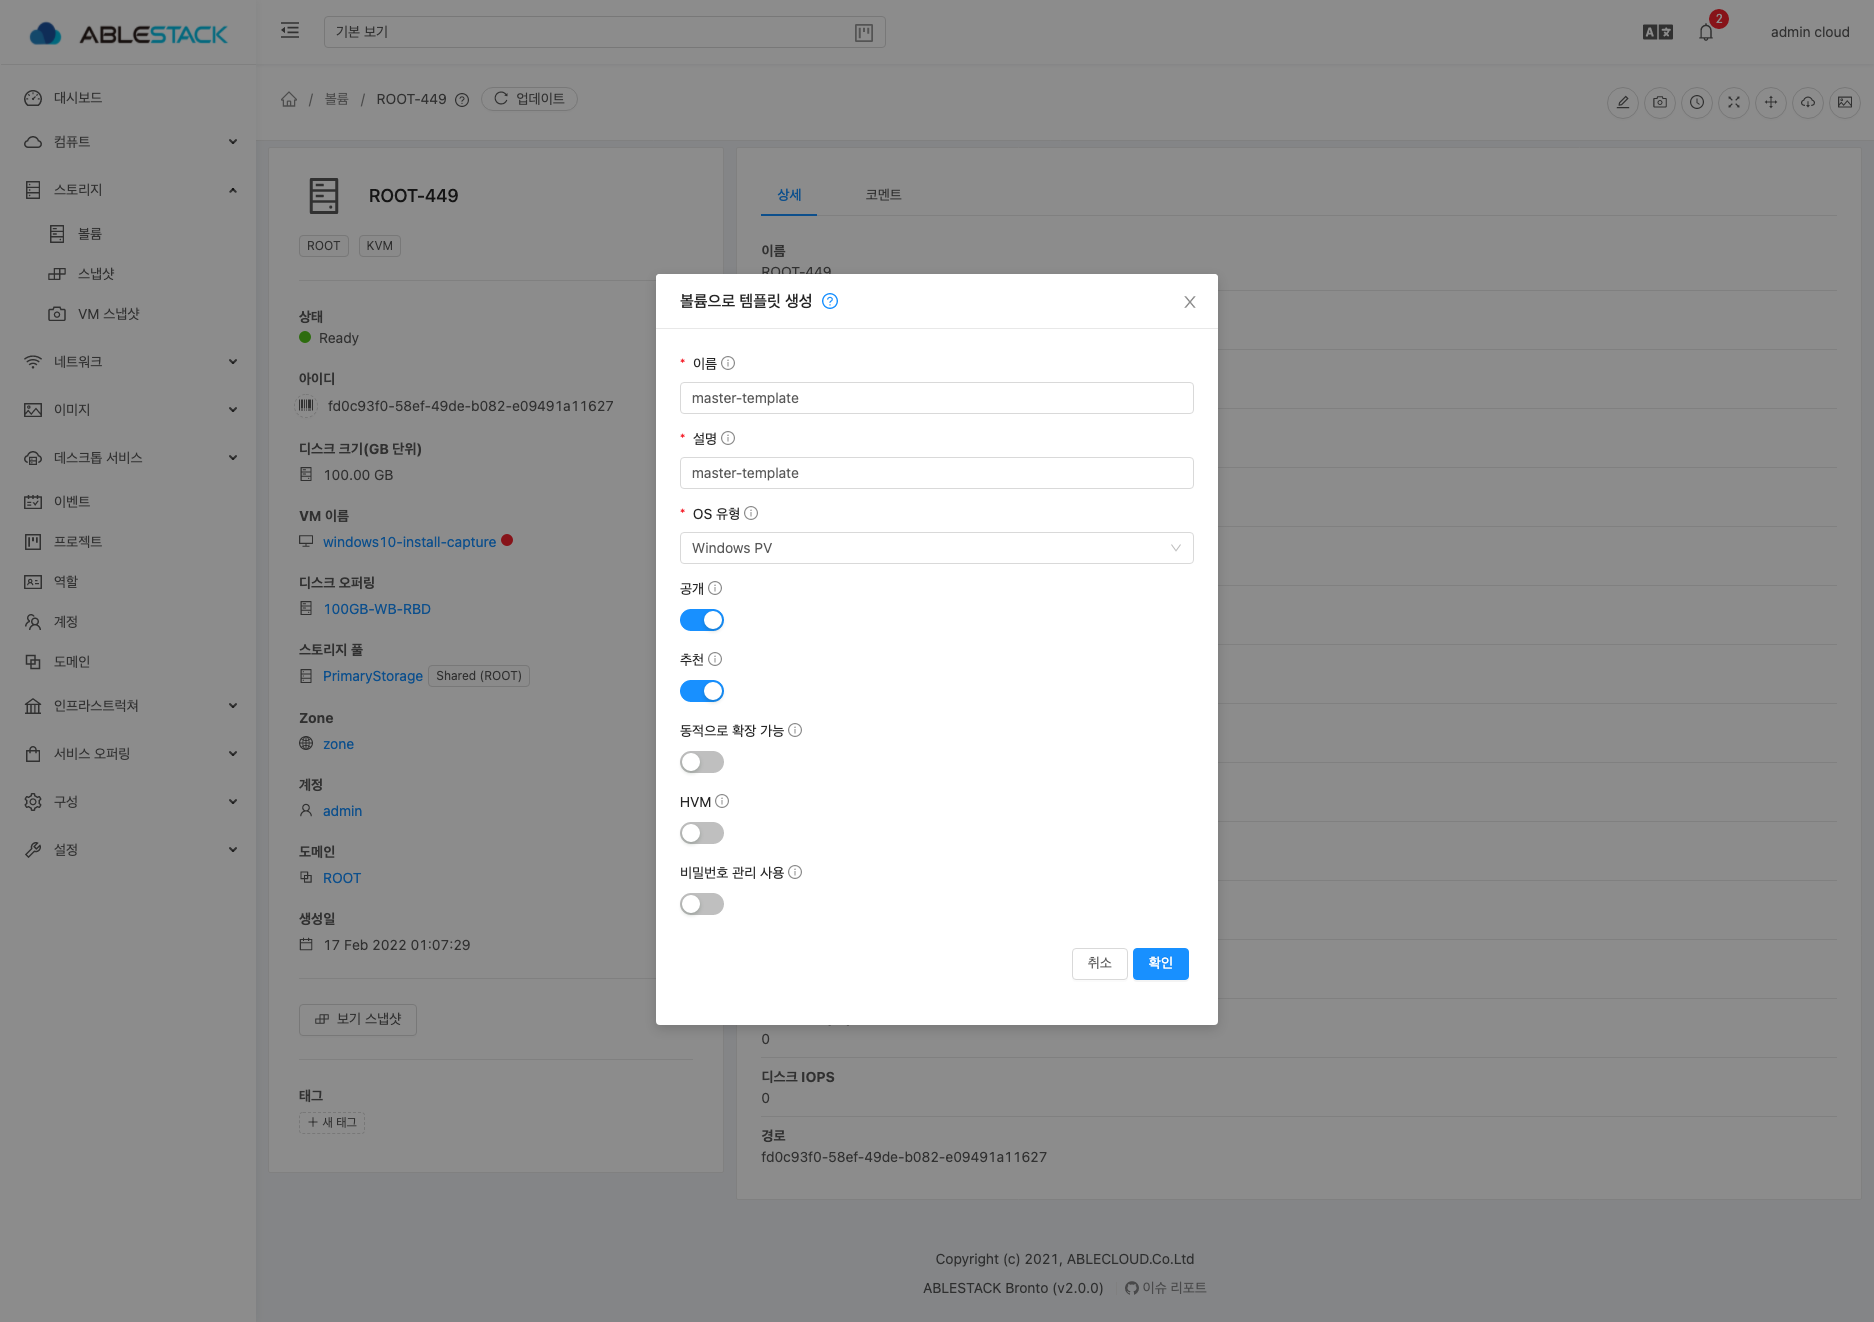 ABLESTACK
기본 보기
2
admin cloud
대시보드
컴퓨트
스토리지
볼륨
스냅샷
VM 스냅샷
네트워크
이미지
데스크톱 서비스
이벤트
프로젝트
역할
계정
도메인
인프라스트럭쳐
서비스 오퍼링
구성
설정
/ 볼륨 / ROOT-449 업데이트
ROOT-449
ROOT KVM
상태
Ready
아이디
fd0c93f0-58ef-49de-b082-e09491a11627
디스크 크기(GB 단위)
100.00 GB
VM 이름
windows10-install-capture
디스크 오퍼링
100GB-WB-RBD
스토리지 풀
PrimaryStorage Shared (ROOT)
Zone
zone
계정
admin
도메인
ROOT
생성일
17 Feb 2022 01:07:29
보기 스냅샷
태그
+ 새 태그
상세 코멘트
이름
ROOT-449
볼륨으로 템플릿 생성
* 이름
master-template
* 설명
master-template
* OS 유형
Windows PV
공개
추천
동적으로 확장 가능
HVM
비밀번호 관리 사용
취소 확인
0
디스크 IOPS
0
경로
fd0c93f0-58ef-49de-b082-e09491a11627
Copyright (c) 2021, ABLECLOUD.Co.Ltd
ABLESTACK Bronto (v2.0.0) 이슈 리포트